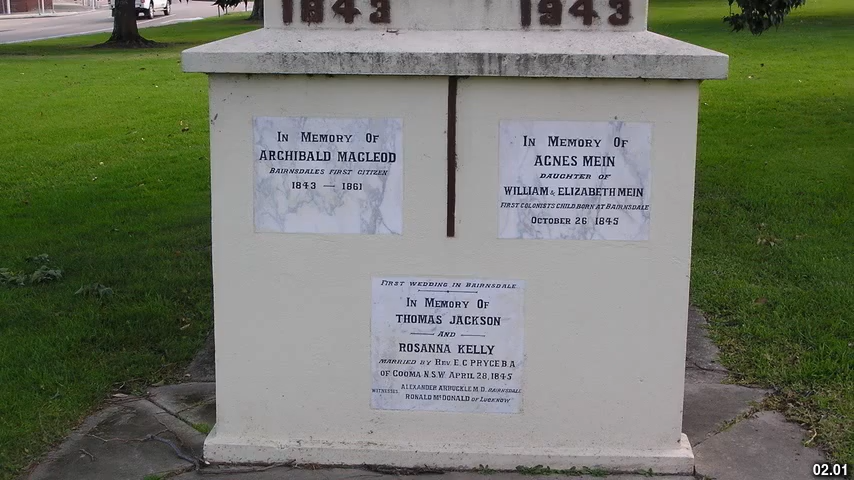 1843 1943
In Memory Of
ARCHIBALD MACLEOD
BAIRNSDALES FIRST CITIZEN
1843 — 1861
In Memory Of
AGNES MEIN
DAUGHTER OF
WILLIAM & ELIZABETH MEIN
FIRST COLONISTS CHILD BORN AT BAIRNSDALE
OCTOBER 26 1845
FIRST WEDDING IN BAIRNSDALE
In Memory Of
THOMAS JACKSON
AND
ROSANNA KELLY
MARRIED BY REV E.C PRYCE B.A
OF COOMA N.S.W. APRIL 28, 1845
WITNESSES. ALEXANDER ARBUCKLE M.D. BAIRNSDALE
RONALD McDONALD OF LUCKNOW
02.01